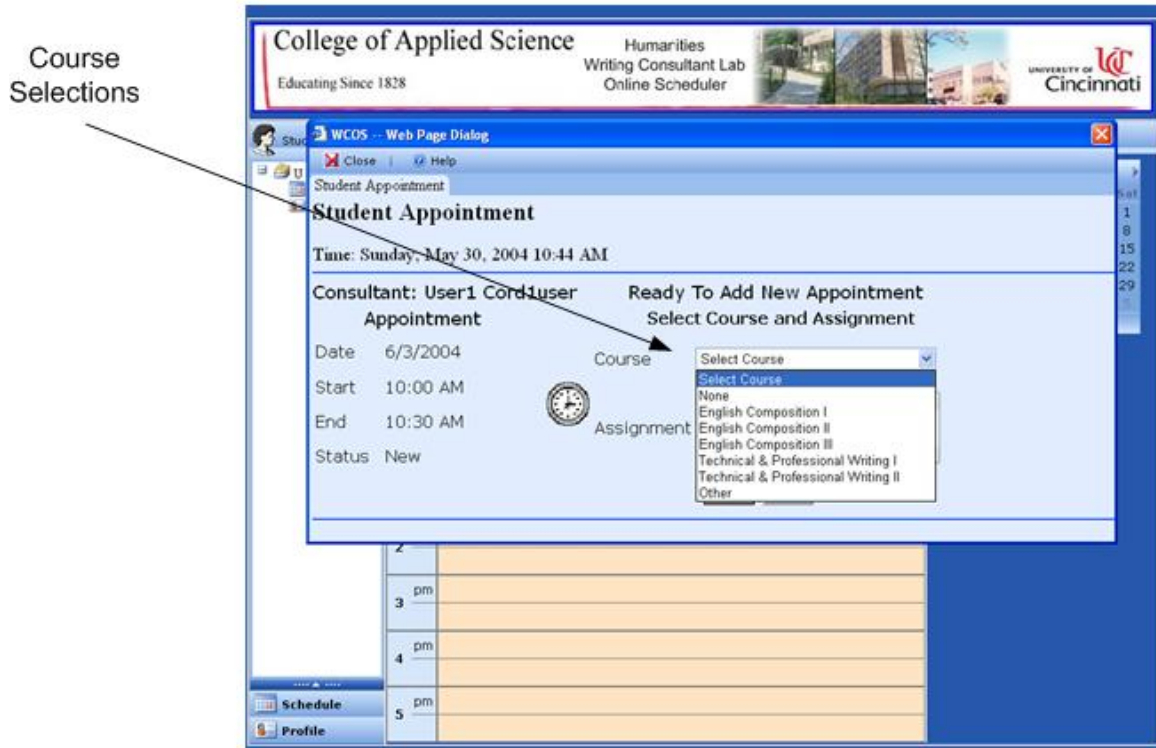 Course
Selections
College of Applied Science
Educating Since 1828
Humarities
Writing Consultant Lab
Online Scheduler
UNIVERSITY OF
Cincinnati
WCOS -- Web Page Dialog
Close | Help
Student Appointment
Student Appointment
Time: Sunday, May 30, 2004 10:44 AM
Consultant: User1 Cord1user
Appointment
Date 6/3/2004
Start 10:00 AM
End 10:30 AM
Status New
Ready To Add New Appointment
Select Course and Assignment
Course Select Course
Select Course
None
English Composition I
English Composition II
English Composition III
Technical & Professional Writing I
Technical & Professional Writing II
Other
Assignment
Sat
1
8
15
22
29
5
2
3 pm
4 pm
5 pm
Schedule
Profile